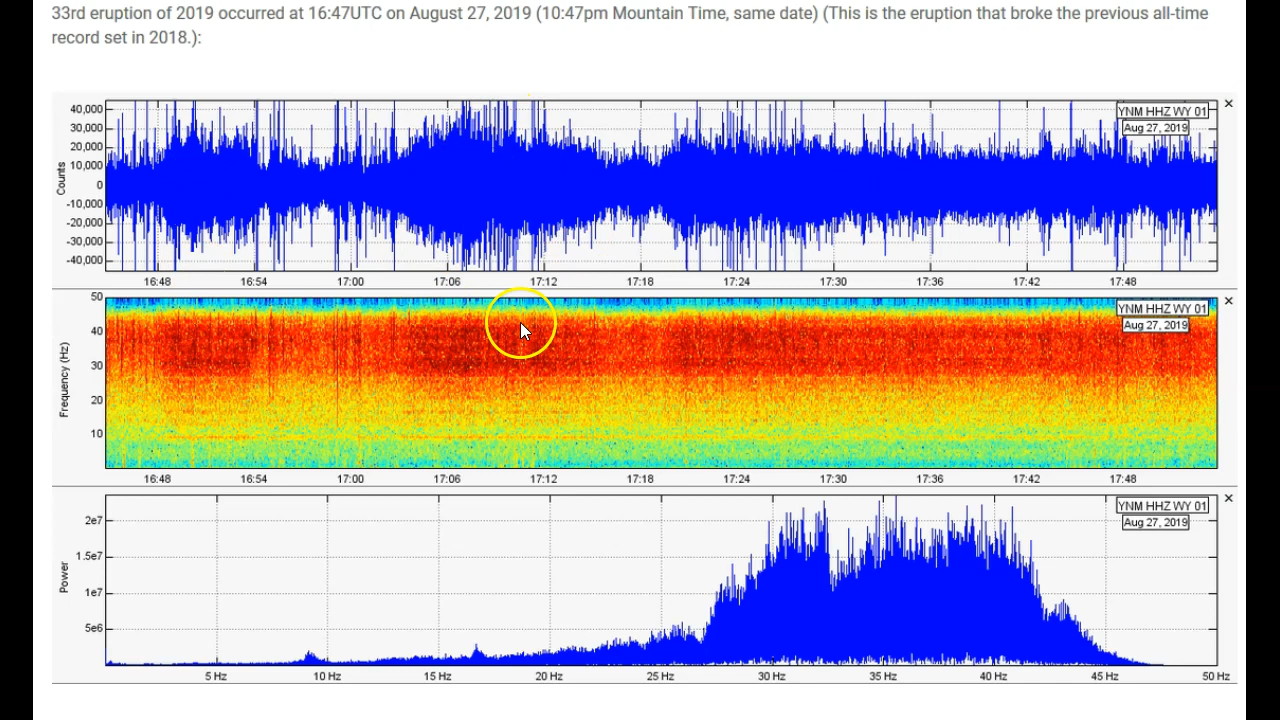 33rd eruption of 2019 occurred at 16:47UTC on August 27, 2019 (10:47pm Mountain Time, same date) (This is the eruption that broke the previous all-time
record set in 2018.):
40,000
30,000
20,000
10,000
0
-10,000
-20,000
-30,000
-40,000
Counts
YNM HHZ WY 01
Aug 27, 2019
16:48 16:54 17:00 17:06 17:12 17:18 17:24 17:30 17:36 17:42 17:48
50
40
30
20
10
Frequency (Hz)
YNM HHZ WY 01
Aug 27, 2019
16:48 16:54 17:00 17:06 17:12 17:18 17:24 17:30 17:36 17:42 17:48
2e7
1.5e7
1e7
5e6
Power
YNM HHZ WY 01
Aug 27, 2019
5 Hz 10 Hz 15 Hz 20 Hz 25 Hz 30 Hz 35 Hz 40 Hz 45 Hz 50 Hz